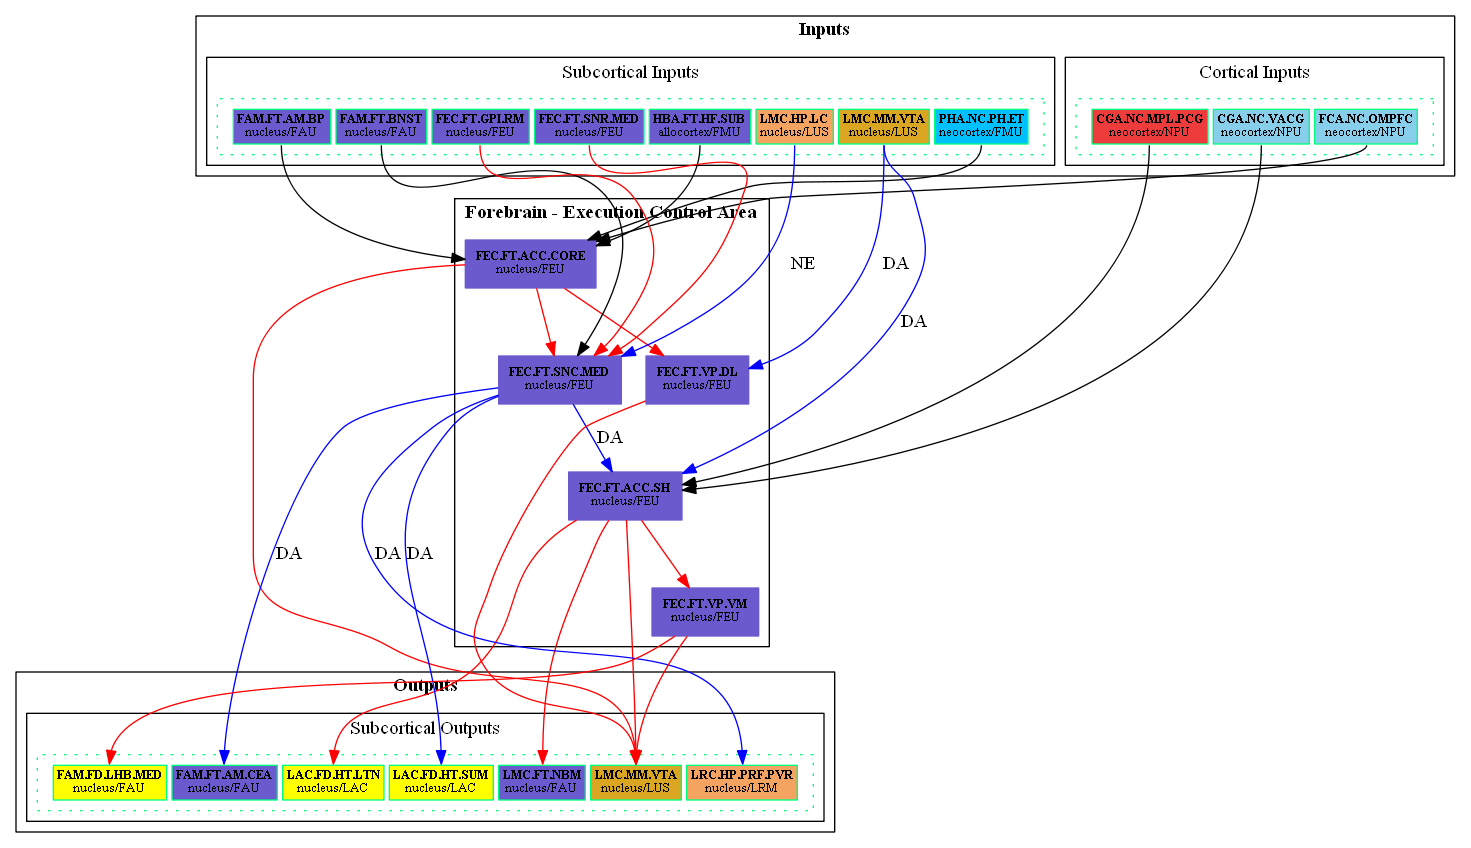 Inputs
Subcortical Inputs
Cortical Inputs
FAM.FT.AM.BP
nucleus/FAU
FAM.FT.BNST
nucleus/FAU
FEC.FT.GPI.RM
nucleus/FEU
FEC.FT.SNR.MED
nucleus/FEU
HBA.FT.HF.SUB
allocortex/FMU
LMC.HP.LC
nucleus/LUS
LMC.MM.VTA
nucleus/LUS
PHA.NC.PH.ET
neocortex/FMU
CGA.NC.MPL.PCG
neocortex/NPU
CGA.NC.VACG
neocortex/NPU
FCA.NC.OMPFC
neocortex/NPU
Forebrain - Execution Control Area
FEC.FT.ACC.CORE
nucleus/FEU
NE
DA
DA
FEC.FT.SNC.MED
nucleus/FEU
FEC.FT.VP.DL
nucleus/FEU
DA
FEC.FT.ACC.SH
nucleus/FEU
DA
DA
DA
FEC.FT.VP.VM
nucleus/FEU
Outputs
Subcortical Outputs
FAM.FD.LHB.MED
nucleus/FAU
FAM.FT.AM.CEA
nucleus/FAU
LAC.FD.HT.LTN
nucleus/LAC
LAC.FD.HT.SUM
nucleus/LAC
LMC.FT.NBM
nucleus/FAU
LMC.MM.VTA
nucleus/LUS
LRC.HP.PRF.PVR
nucleus/LRM